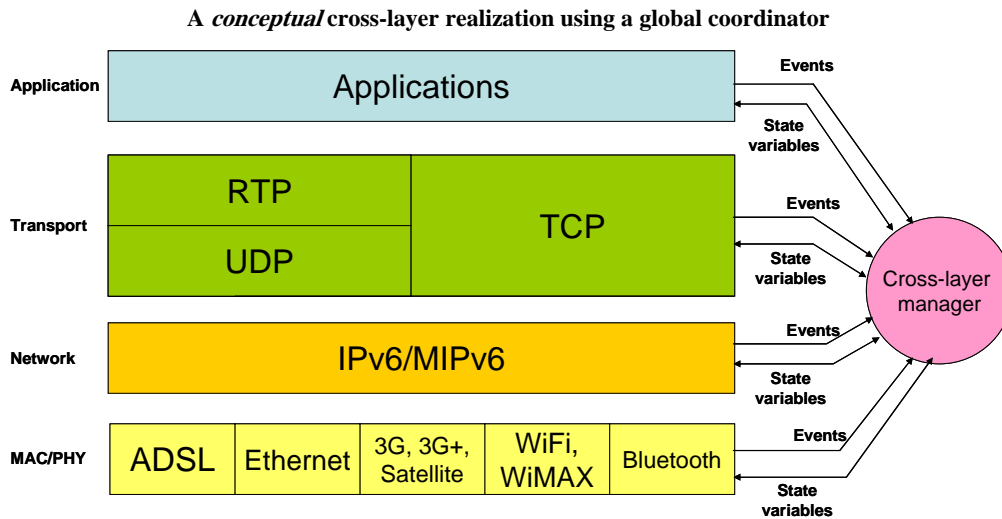 A conceptual cross-layer realization using a global coordinator
Application
Applications
Events
State
variables
Transport
RTP
UDP
TCP
Events
State
variables
Cross-layer
manager
Network
IPv6/MIPv6
Events
State
variables
MAC/PHY
ADSL
Ethernet
3G, 3G+,
Satellite
WiFi,
WiMAX
Bluetooth
Events
State
variables